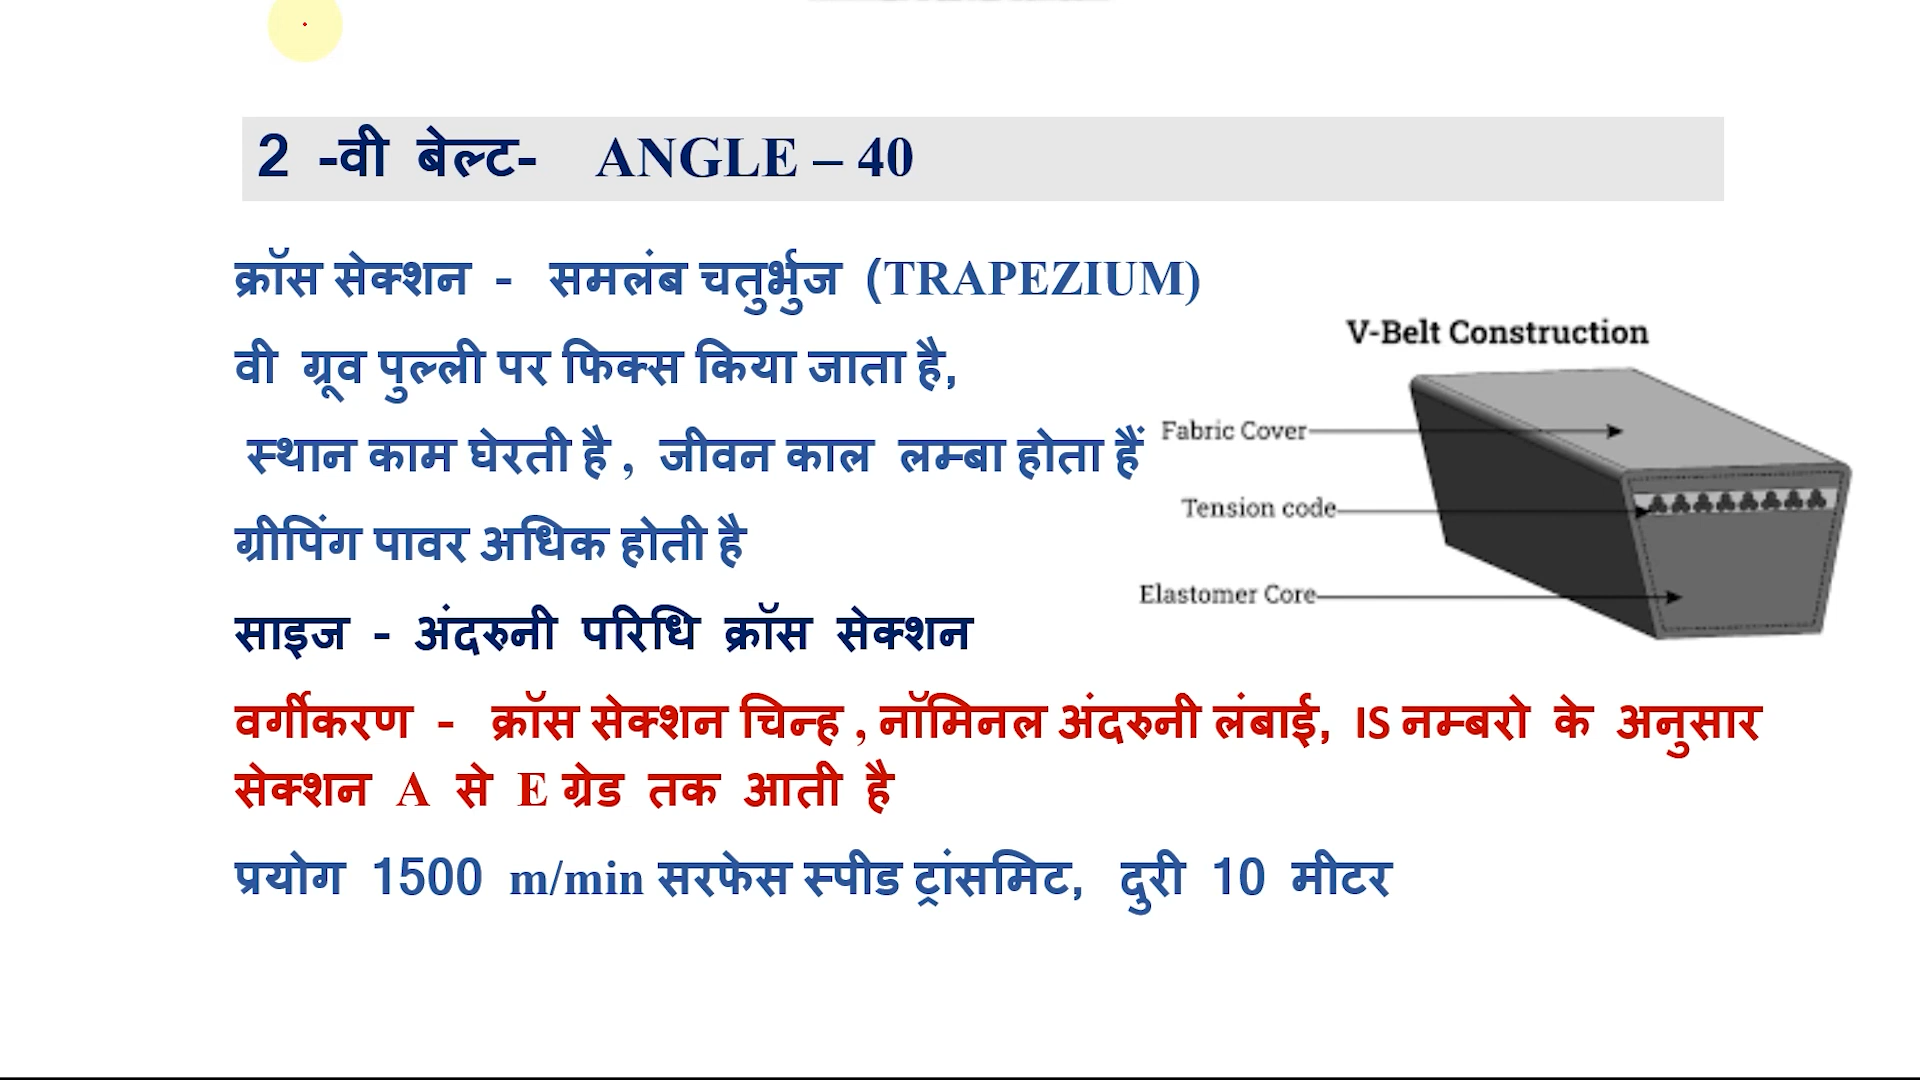 2 -वी बेल्ट- ANGLE – 40
क्रॉस सेक्शन - समलंब चतुर्भुज (TRAPEZIUM)
वी ग्रूव पुल्ली पर फिक्स किया जाता है,
स्थान काम घेरती है , जीवन काल लम्बा होता हैं
ग्रीपिंग पावर अधिक होती है
साइज - अंदरुनी परिधि क्रॉस सेक्शन
वर्गीकरण - क्रॉस सेक्शन चिन्ह , नॉमिनल अंदरुनी लंबाई, IS नम्बरो के अनुसार
सेक्शन A से E ग्रेड तक आती है
प्रयोग 1500 m/min सरफेस स्पीड ट्रांसमिट, दुरी 10 मीटर
V-Belt Construction
Fabric Cover
Tension code
Elastomer Core